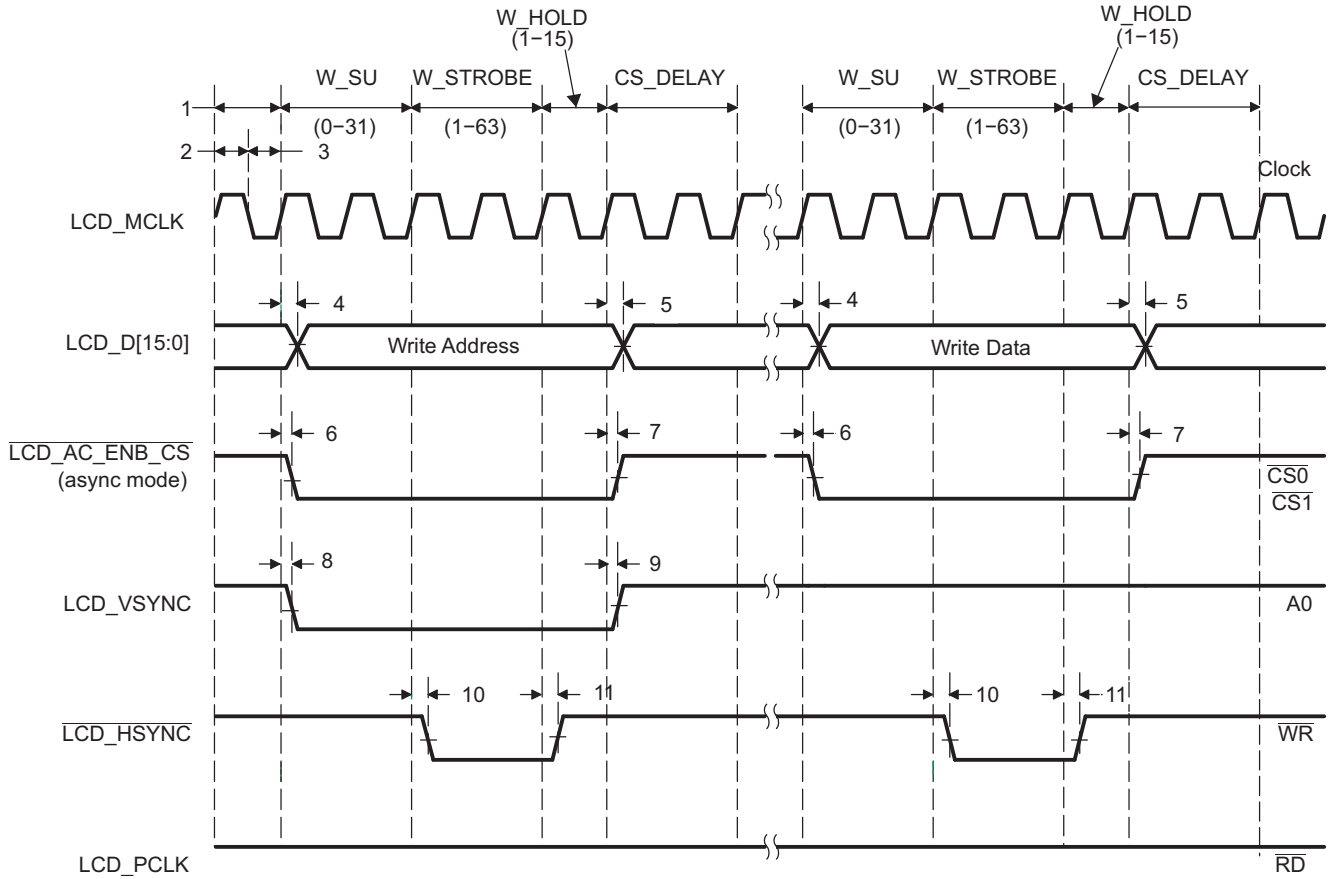 W_HOLD
(1−15)
W_HOLD
(1−15)
W_SU
W_STROBE
CS_DELAY
W_SU
W_STROBE
CS_DELAY
1
(0−31)
(1−63)
(0−31)
(1−63)
2
3
Clock
LCD_MCLK
4
5
4
5
LCD_D[15:0]
Write Address
Write Data
6
7
6
7
LCD_AC_ENB_CS
(async mode)
CS0
CS1
8
9
LCD_VSYNC
A0
10
11
10
11
LCD_HSYNC
WR
LCD_PCLK
RD